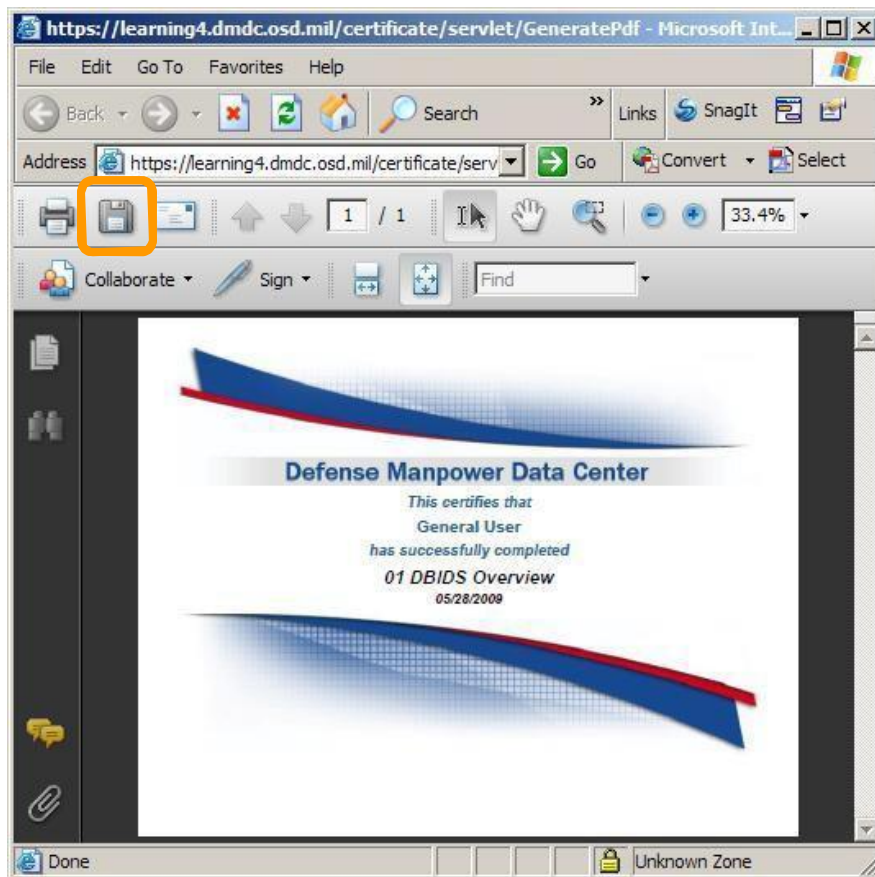 https://learning4.dmdc.osd.mil/certificate/servlet/GeneratePdf - Microsoft Int...
File Edit Go To Favorites Help
Back Search » Links SnagIt
Address https://learning4.dmdc.osd.mil/certificate/serv Go Convert Select
1 / 1 33.4%
Collaborate Sign Find
Defense Manpower Data Center
This certifies that
General User
has successfully completed
01 DBIDS Overview
05/28/2009
Done Unknown Zone